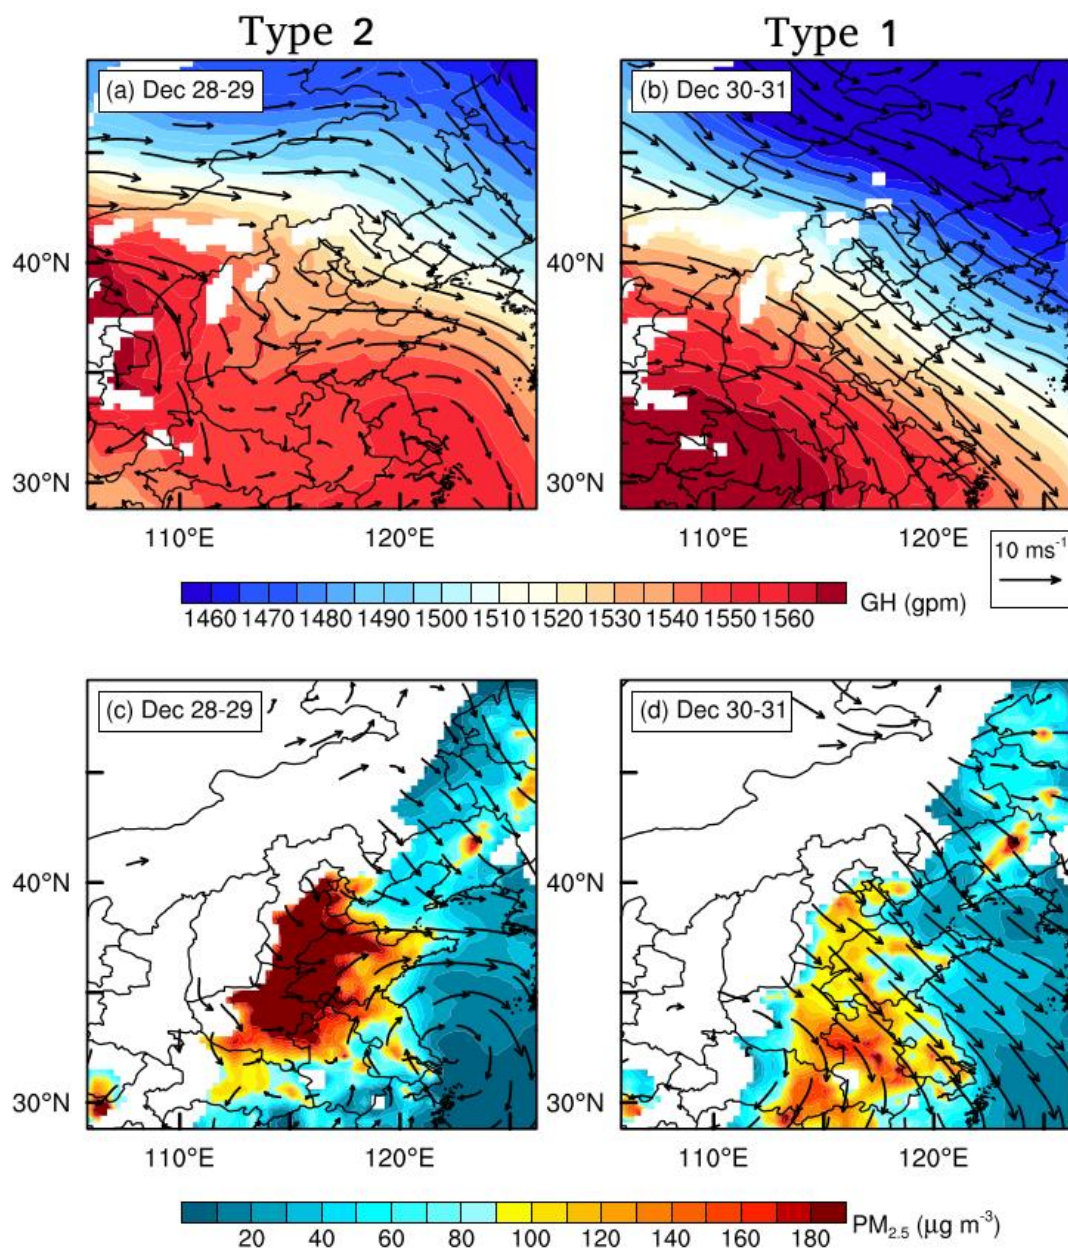 Type 2
Type 1
(a) Dec 28-29
(b) Dec 30-31
40°N
40°N
30°N
30°N
110°E
120°E
110°E
120°E
10 ms⁻¹
1460 1470 1480 1490 1500 1510 1520 1530 1540 1550 1560
GH (gpm)
(c) Dec 28-29
(d) Dec 30-31
40°N
40°N
30°N
30°N
110°E
120°E
110°E
120°E
20 40 60 80 100 120 140 160 180
PM₂.₅ (µg m⁻³)